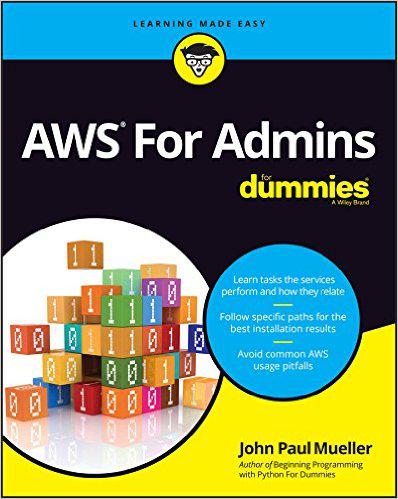 LEARNING MADE EASY
AWS® For Admins
for
dummies®
A Wiley Brand
Learn tasks the services
perform and how they relate
Follow specific paths for the
best installation results
Avoid common AWS
usage pitfalls
John Paul Mueller
Author of Beginning Programming
with Python For Dummies